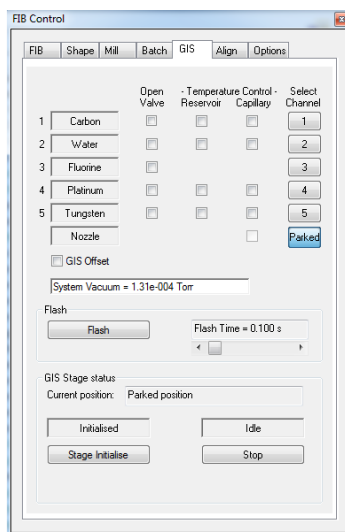 FIB Control
FIB Shape Mill Batch GIS Align Options
Open Valve - Temperature Control - Reservoir Capillary Select Channel
1 Carbon 1
2 Water 2
3 Fluorine 3
4 Platinum 4
5 Tungsten 5
Nozzle Parked
GIS Offset
System Vacuum = 1.31e-004 Torr
Flash
Flash Flash Time = 0.100 s
GIS Stage status
Current position: Parked position
Initialised Idle
Stage Initialise Stop